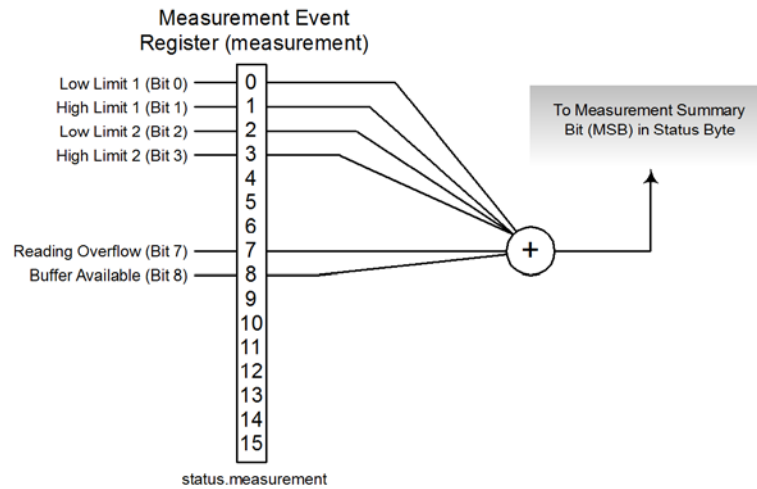 Measurement Event
Register (measurement)
Low Limit 1 (Bit 0)
High Limit 1 (Bit 1)
Low Limit 2 (Bit 2)
High Limit 2 (Bit 3)
Reading Overflow (Bit 7)
Buffer Available (Bit 8)
0
1
2
3
4
5
6
7
8
9
10
11
12
13
14
15
status.measurement
+
To Measurement Summary
Bit (MSB) in Status Byte